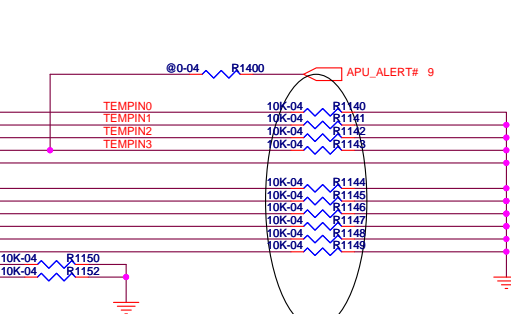 @0-04 R1400 APU_ALERT# 9
TEMPIN0 10K-04 R1140
TEMPIN1 10K-04 R1141
TEMPIN2 10K-04 R1142
TEMPIN3 10K-04 R1143
10K-04 R1144
10K-04 R1145
10K-04 R1146
10K-04 R1147
10K-04 R1148
10K-04 R1149
10K-04 R1150
10K-04 R1152